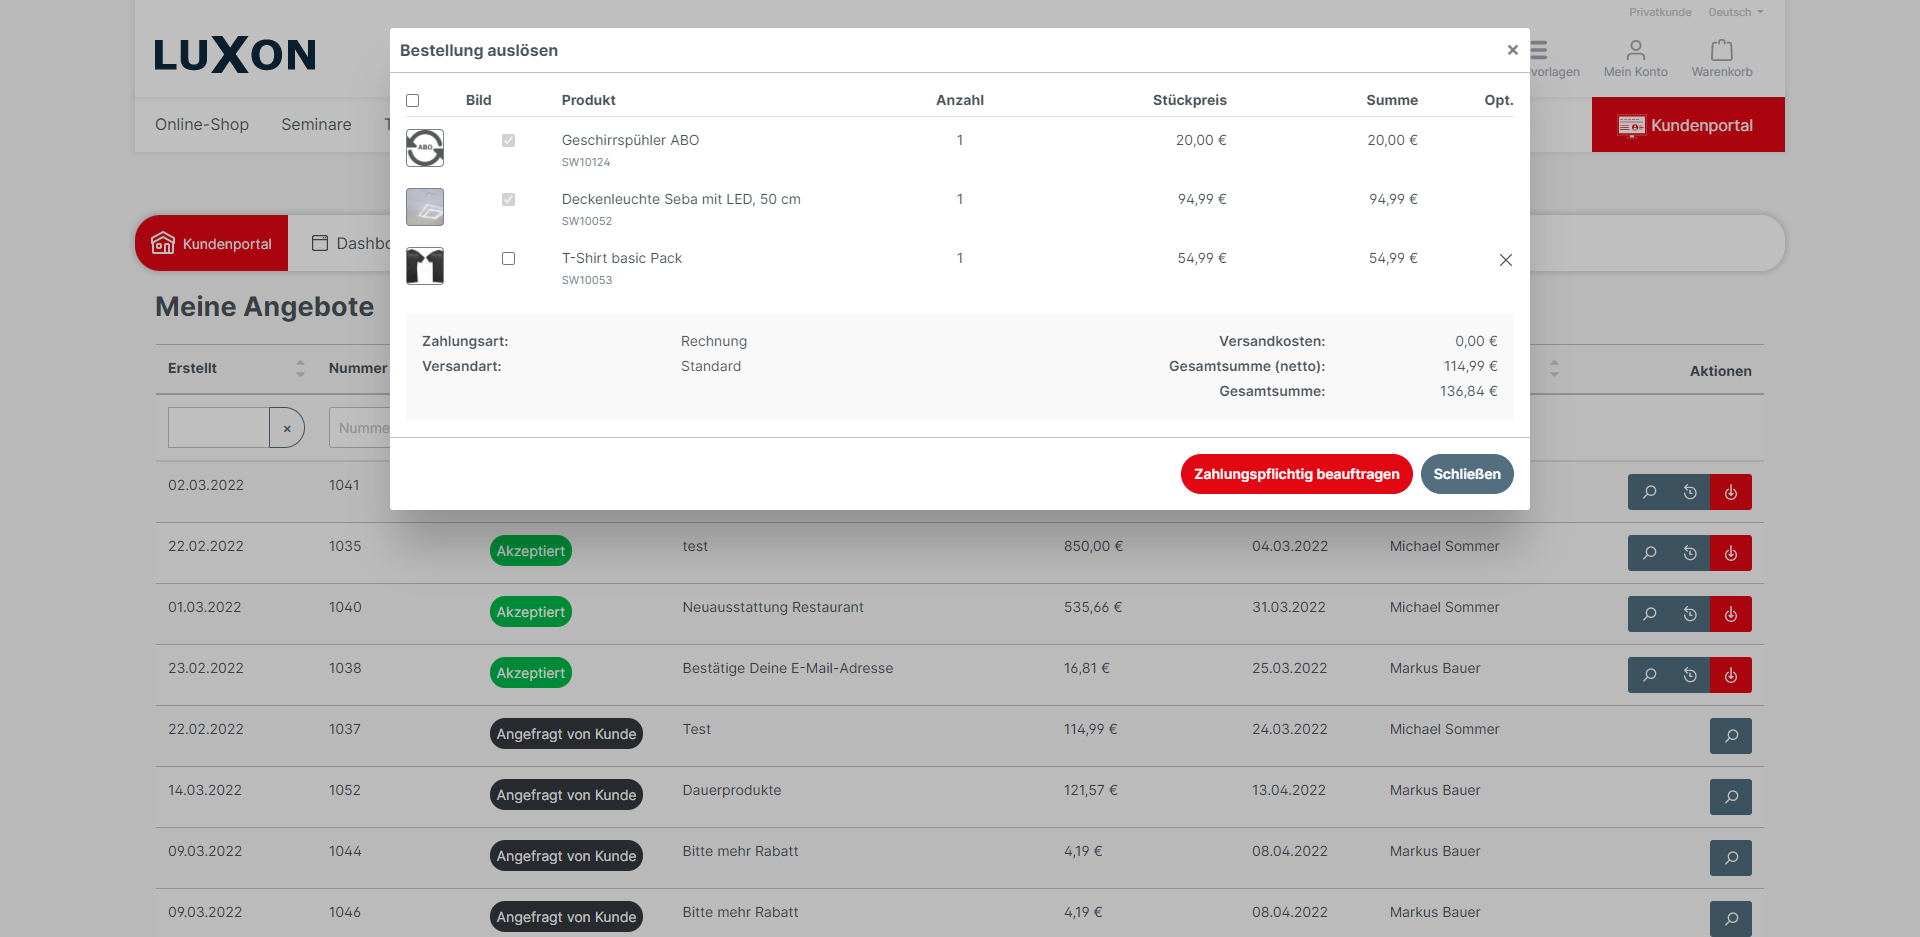 Privatkunde Deutsch
LUXON
vorlagen Mein Konto Warenkorb
Online-Shop Seminare
Kundenportal
Bestellung auslösen ×
Bild Produkt Anzahl Stückpreis Summe Opt.
ABO Geschirrspühler ABO 1 20,00 € 20,00 €
SW10124
Deckenleuchte Seba mit LED, 50 cm 1 94,99 € 94,99 €
SW10052
T-Shirt basic Pack 1 54,99 € 54,99 €
SW10053
Zahlungsart: Rechnung Versandkosten: 0,00 €
Versandart: Standard Gesamtsumme (netto): 114,99 €
Gesamtsumme: 136,84 €
Zahlungspflichtig beauftragen Schließen
Kundenportal Dashbo
Meine Angebote
Erstellt Nummer Aktionen
× Numme
02.03.2022 1041
22.02.2022 1035 Akzeptiert test 850,00 € 04.03.2022 Michael Sommer
01.03.2022 1040 Akzeptiert Neuausstattung Restaurant 535,66 € 31.03.2022 Michael Sommer
23.02.2022 1038 Akzeptiert Bestätige Deine E-Mail-Adresse 16,81 € 25.03.2022 Markus Bauer
22.02.2022 1037 Angefragt von Kunde Test 114,99 € 24.03.2022 Michael Sommer
14.03.2022 1052 Angefragt von Kunde Dauerprodukte 121,57 € 13.04.2022 Markus Bauer
09.03.2022 1044 Angefragt von Kunde Bitte mehr Rabatt 4,19 € 08.04.2022 Markus Bauer
09.03.2022 1046 Angefragt von Kunde Bitte mehr Rabatt 4,19 € 08.04.2022 Markus Bauer